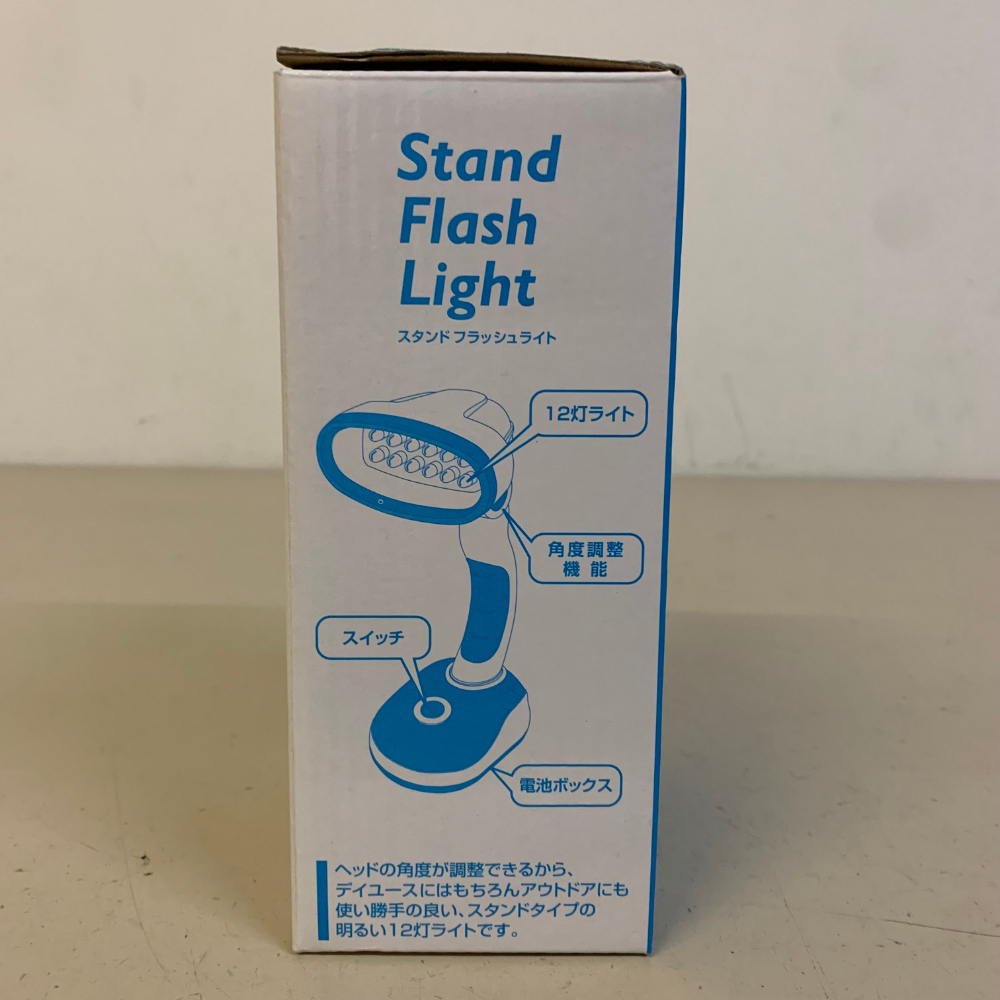 Stand
Flash
Light
スタンド フラッシュライト
12灯ライト
角度調整
機能
スイッチ
電池ボックス
ヘッドの角度が調整できるから、
デイユースにはもちろんアウトドアにも
使い勝手の良い、スタンドタイプの
明るい12灯ライトです。